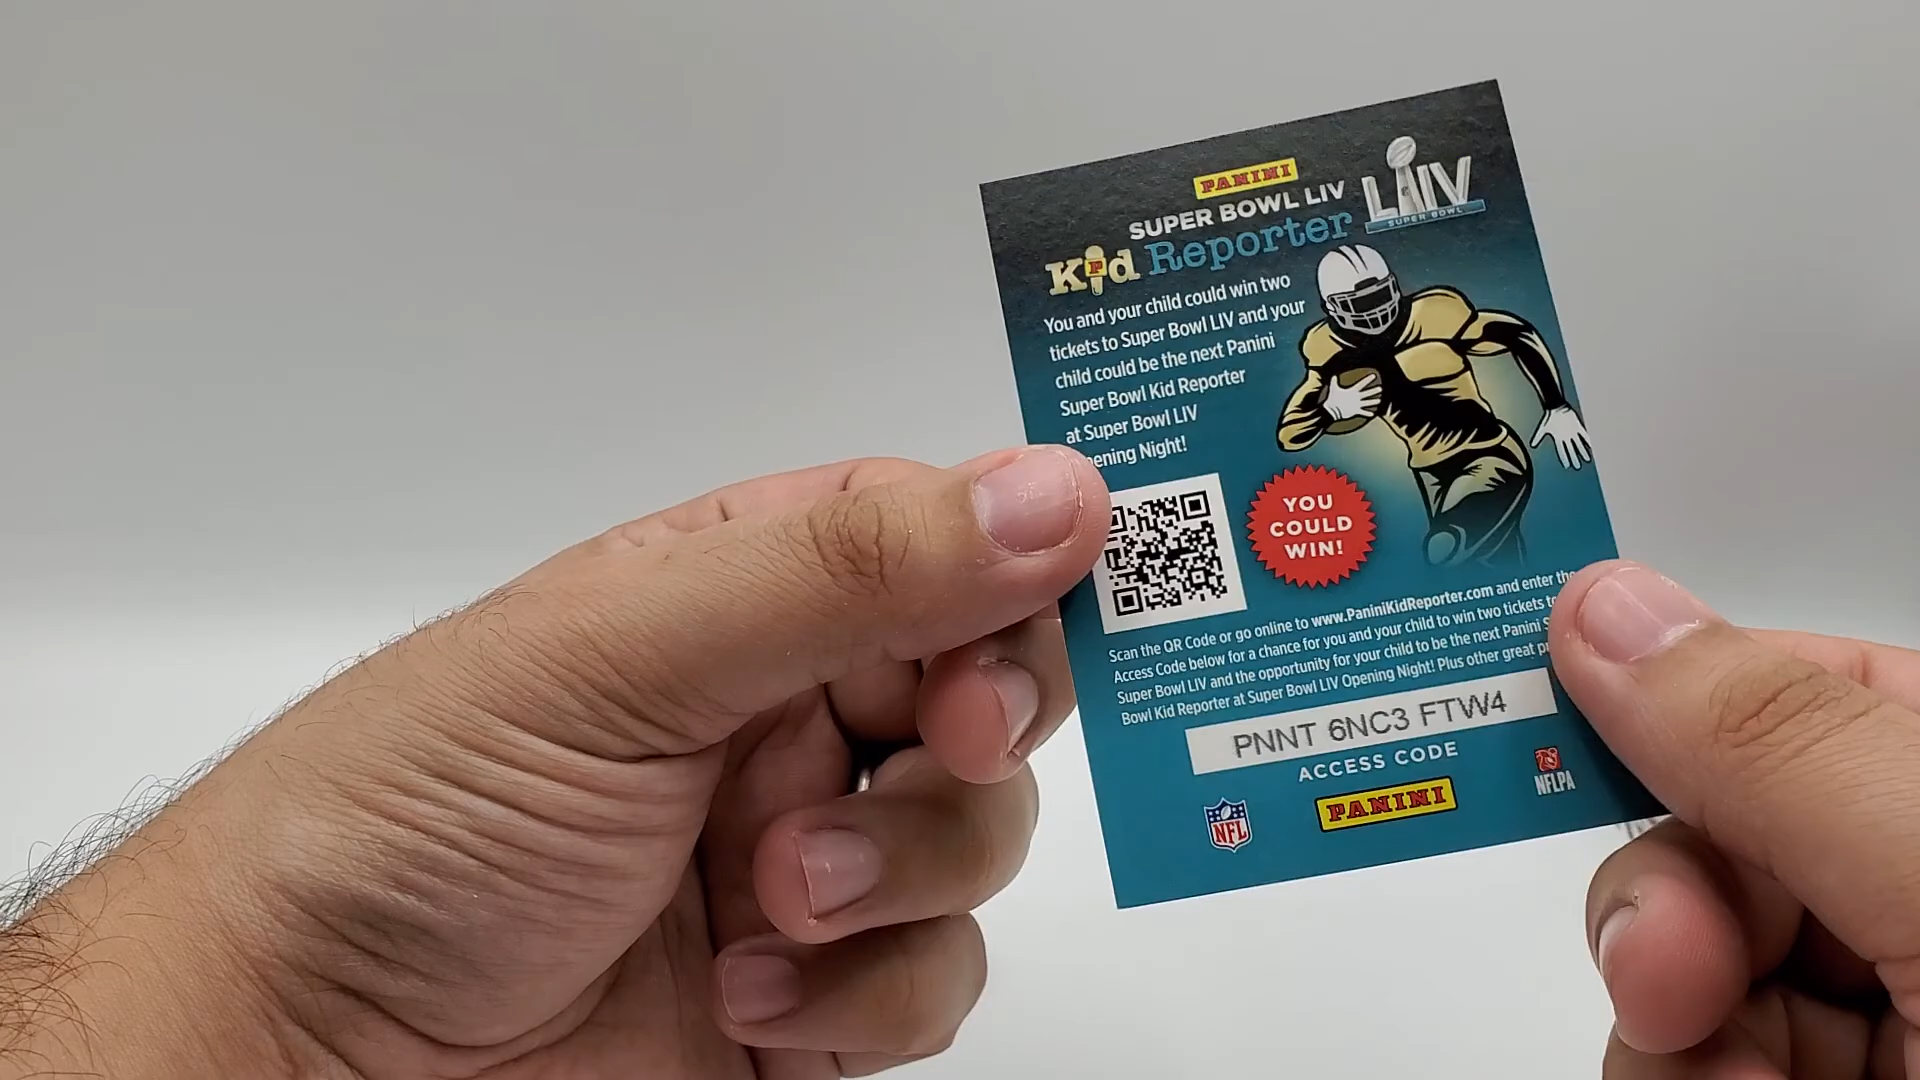 PANINI
SUPER BOWL LIV
LIV
SUPER BOWL
Kid Reporter
You and your child could win two
tickets to Super Bowl LIV and your
child could be the next Panini
Super Bowl Kid Reporter
at Super Bowl LIV
pening Night!
YOU
COULD
WIN!
Scan the QR Code or go online to www.PaniniKidReporter.com and enter the
Access Code below for a chance for you and your child to win two tickets to
Super Bowl LIV and the opportunity for your child to be the next Panini
Bowl Kid Reporter at Super Bowl LIV Opening Night! Plus other great
PNNT 6NC3 FTW4
ACCESS CODE
NFL
PANINI
NFLPA